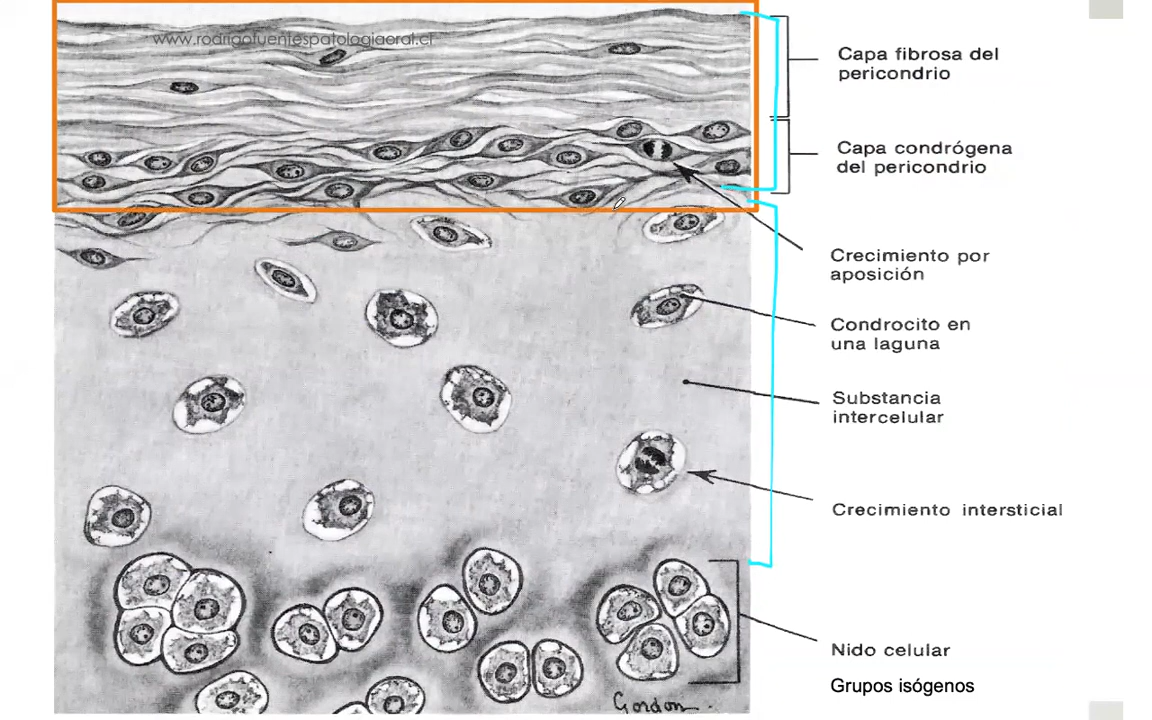 www.rodrigofuentespatologiaoral.cl
Capa fibrosa del
pericondrio
Capa condrógena
del pericondrio
Crecimiento por
aposición
Condrocito en
una laguna
Substancia
intercelular
Crecimiento intersticial
Nido celular
Grupos isógenos
Gordon